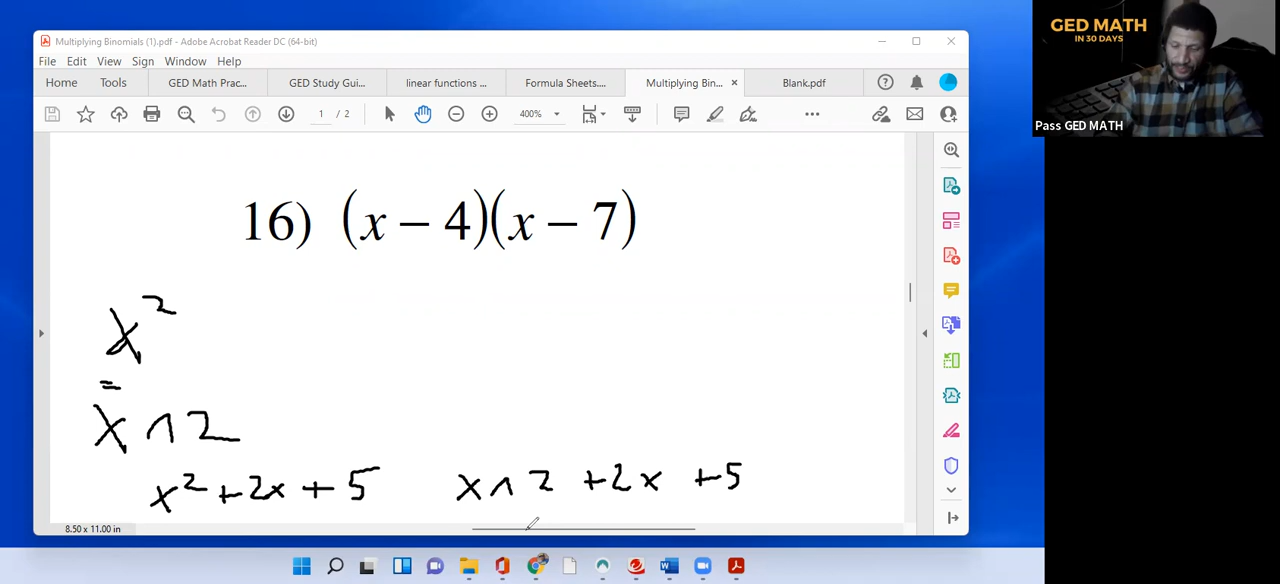 GED MATH
IN 30 DAYS
Pass GED MATH
Multiplying Binomials (1).pdf - Adobe Acrobat Reader DC (64-bit)
File Edit View Sign Window Help
Home Tools GED Math Prac... GED Study Gui... linear functions ... Formula Sheets.... Multiplying Bin... × Blank.pdf
1 / 2 400%
16) (x – 4)(x – 7)
x²
=
x ^ 2
x² + 2x + 5 x ^ 2 + 2x + 5
8.50 x 11.00 in